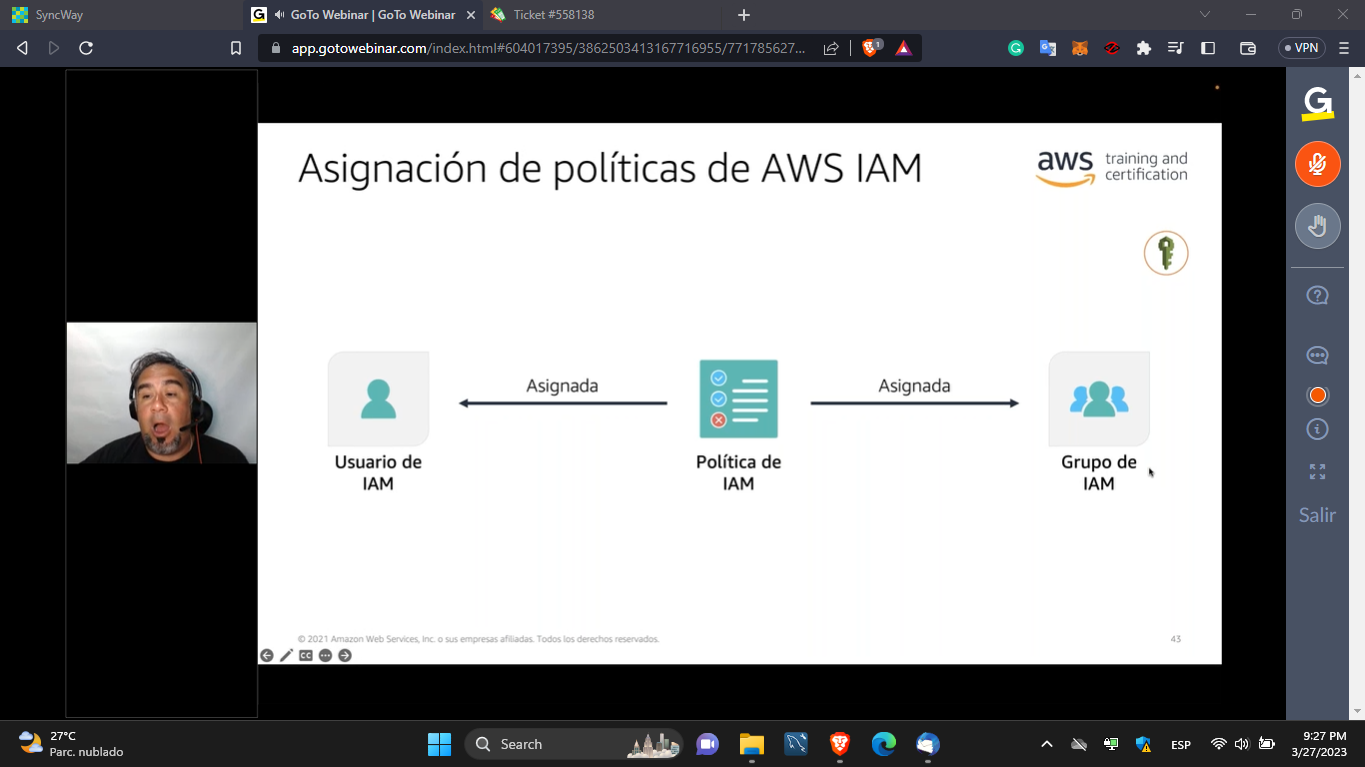 SyncWay
GoTo Webinar | GoTo Webinar
Ticket #558138
app.gotowebinar.com/index.html#604017395/3862503413167716955/771785627...
1
VPN
Asignación de políticas de AWS IAM
aws training and
certification
Asignada
Asignada
Usuario de
IAM
Política de
IAM
Grupo de
IAM
© 2021 Amazon Web Services, Inc. o sus empresas afiliadas. Todos los derechos reservados.
43
CC
G
Salir
27°C
Parc. nublado
Search
ESP
9:27 PM
3/27/2023